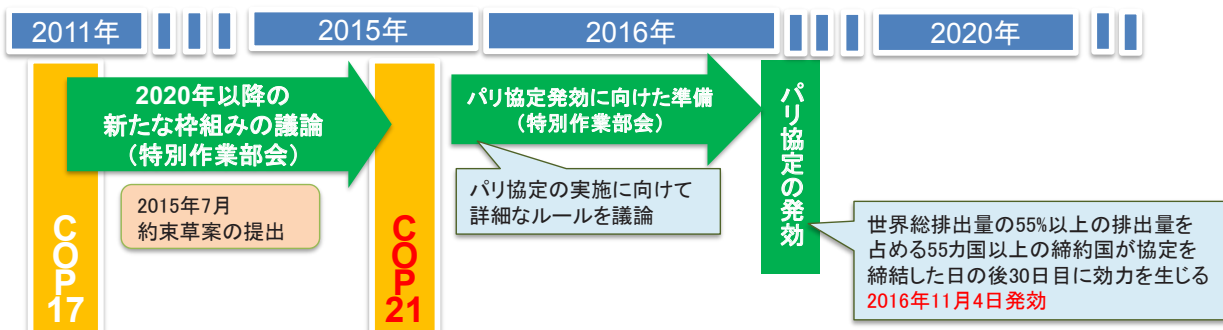 2011年
2015年
2016年
2020年
2020年以降の
新たな枠組みの議論
（特別作業部会）
パリ協定発効に向けた準備
（特別作業部会）
パリ協定の発効
パリ協定の実施に向けて
詳細なルールを議論
2015年7月
約束草案の提出
COP17
COP21
世界総排出量の55%以上の排出量を
占める55カ国以上の締約国が協定を
締結した日の後30日目に効力を生じる
2016年11月4日発効